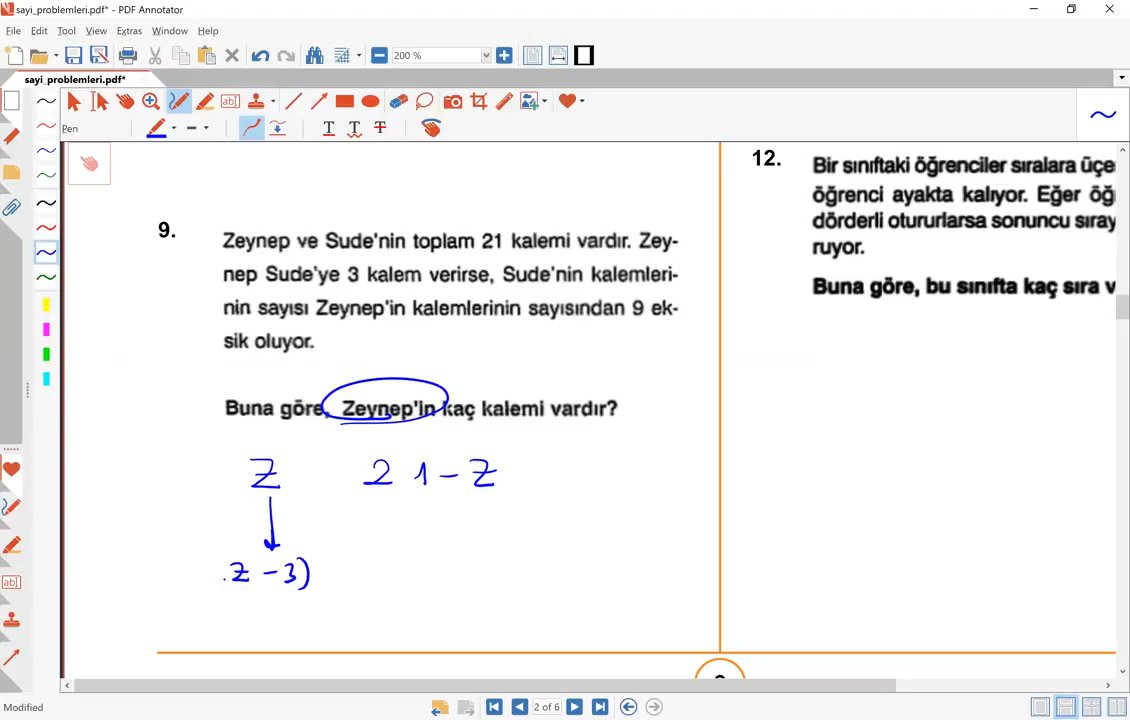 sayi_problemleri.pdf* - PDF Annotator
File Edit Tool View Extras Window Help
200 %
sayi_problemleri.pdf*
Pen
9.
Zeynep ve Sude'nin toplam 21 kalemi vardır. Zey-
nep Sude'ye 3 kalem verirse, Sude'nin kalemleri-
nin sayısı Zeynep'in kalemlerinin sayısından 9 ek-
sik oluyor.
Buna göre, Zeynep'in kaç kalemi vardır?
Z 21-Z
Z-3)
12.
Bir sınıftaki öğrenciler sıralara üçe
öğrenci ayakta kalıyor. Eğer öğ
dörderli otururlarsa sonuncu sıray
ruyor.
Buna göre, bu sınıfta kaç sıra v
Modified
2 of 6